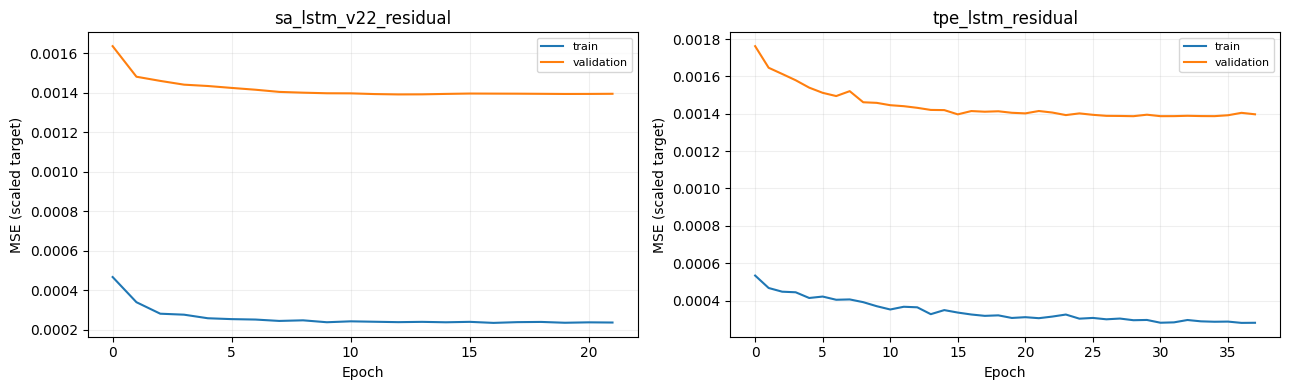 sa_lstm_v22_residual
train
validation
MSE (scaled target)
0.0016
0.0014
0.0012
0.0010
0.0008
0.0006
0.0004
0.0002
0
5
10
15
20
Epoch
tpe_lstm_residual
train
validation
MSE (scaled target)
0.0018
0.0016
0.0014
0.0012
0.0010
0.0008
0.0006
0.0004
0
5
10
15
20
25
30
35
Epoch